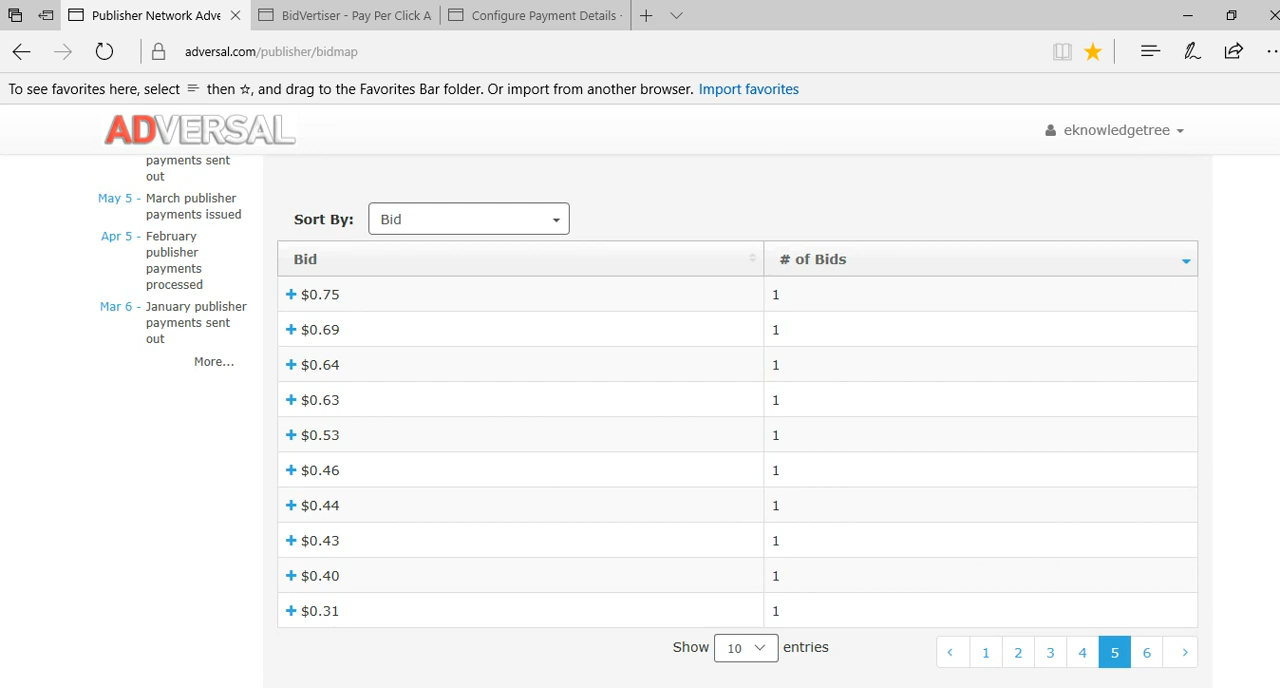 Publisher Network Adve
BidVertiser - Pay Per Click A
Configure Payment Details -
adversal.com/publisher/bidmap
To see favorites here, select then ☆, and drag to the Favorites Bar folder. Or import from another browser. Import favorites
ADVERSAL
eknowledgetree
payments sent
out
May 5 - March publisher
payments issued
Apr 5 - February
publisher
payments
processed
Mar 6 - January publisher
payments sent
out
More...
Sort By: Bid
Bid # of Bids
$0.75 1
$0.69 1
$0.64 1
$0.63 1
$0.53 1
$0.46 1
$0.44 1
$0.43 1
$0.40 1
$0.31 1
Show 10 entries
‹ 1 2 3 4 5 6 ›